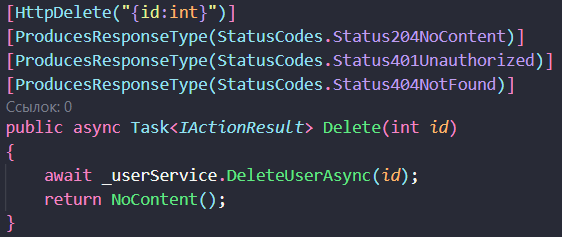 [HttpDelete("{id:int}")]
[ProducesResponseType(StatusCodes.Status204NoContent)]
[ProducesResponseType(StatusCodes.Status401Unauthorized)]
[ProducesResponseType(StatusCodes.Status404NotFound)]
Ссылок: 0
public async Task<IActionResult> Delete(int id)
{
    await _userService.DeleteUserAsync(id);
    return NoContent();
}